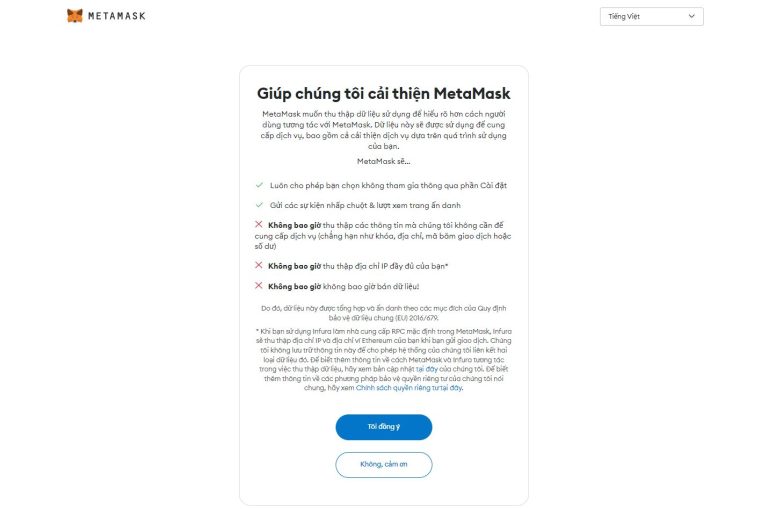 METAMASK
Tiếng Việt
Giúp chúng tôi cải thiện MetaMask
MetaMask muốn thu thập dữ liệu sử dụng để hiểu rõ hơn cách người
dùng tương tác với MetaMask. Dữ liệu này sẽ được sử dụng để cung
cấp dịch vụ, bao gồm cả cải thiện dịch vụ dựa trên quá trình sử dụng
của bạn.
MetaMask sẽ...
Luôn cho phép bạn chọn không tham gia thông qua phần Cài đặt
Gửi các sự kiện nhấp chuột & lượt xem trang ẩn danh
Không bao giờ thu thập các thông tin mà chúng tôi không cần để
cung cấp dịch vụ (chẳng hạn như khóa, địa chỉ, mã băm giao dịch hoặc
số dư)
Không bao giờ thu thập địa chỉ IP đầy đủ của bạn*
Không bao giờ không bao giờ bán dữ liệu!
Do đó, dữ liệu này được tổng hợp và ẩn danh theo các mục đích của Quy định
bảo vệ dữ liệu chung (EU) 2016/679.
* Khi bạn sử dụng Infura làm nhà cung cấp RPC mặc định trong MetaMask, Infura
sẽ thu thập địa chỉ IP và địa chỉ ví Ethereum của bạn khi bạn gửi giao dịch. Chúng
tôi không lưu trữ thông tin này để cho phép hệ thống của chúng tôi liên kết hai
loại dữ liệu đó. Để biết thêm thông tin về cách MetaMask và Infura tương tác
trong việc thu thập dữ liệu, hãy xem bản cập nhật tại đây của chúng tôi. Để biết
thêm thông tin về các phương pháp bảo vệ quyền riêng tư của chúng tôi nói
chung, hãy xem Chính sách quyền riêng tư tại đây.
Tôi đồng ý
Không, cảm ơn